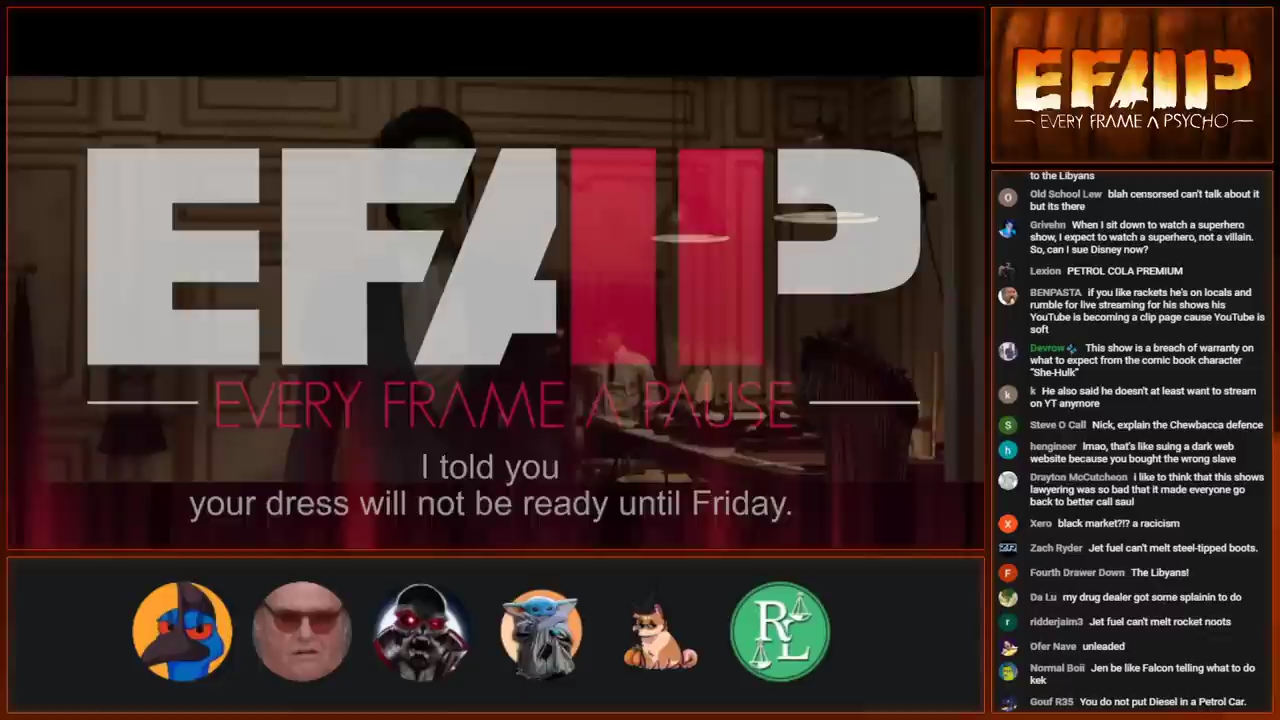 EFAP
EVERY FRAME A PAUSE
I told you
your dress will not be ready until Friday.
RL
EFAP
EVERY FRAME A PSYCHO
to the Libyans
Old School Lew blah censorsed can't talk about it
but its there
Grivehn When I sit down to watch a superhero
show, I expect to watch a superhero, not a villain.
So, can I sue Disney now?
Lexion PETROL COLA PREMIUM
BENPASTA if you like rackets he's on locals and
rumble for live streaming for his shows his
YouTube is becoming a clip page cause YouTube is
soft
Devrow This show is a breach of warranty on
what to expect from the comic book character
"She-Hulk"
k He also said he doesn't at least want to stream
on YT anymore
Steve O Call Nick, explain the Chewbacca defence
hengineer lmao, that's like suing a dark web
website because you bought the wrong slave
Drayton McCutcheon i like to think that this shows
lawyering was so bad that it made everyone go
back to better call saul
Xero black market?!? a racicism
Zach Ryder Jet fuel can't melt steel-tipped boots.
Fourth Drawer Down The Libyans!
Da Lu my drug dealer got some splainin to do
ridderjaim3 Jet fuel can't melt rocket noots
Ofer Nave unleaded
Normal Boii Jen be like Falcon telling what to do
kek
Gouf R35 You do not put Diesel in a Petrol Car.